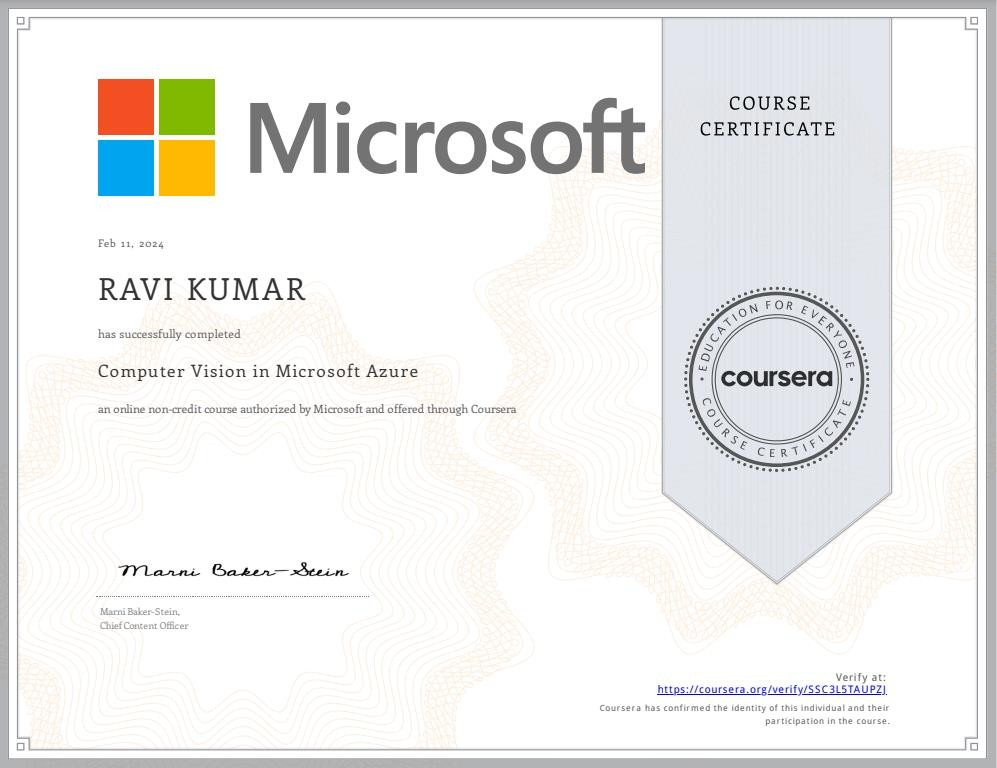 Microsoft
COURSE
CERTIFICATE
Feb 11, 2024
RAVI KUMAR
has successfully completed
Computer Vision in Microsoft Azure
an online non-credit course authorized by Microsoft and offered through Coursera
EDUCATION FOR EVERYONE
coursera
COURSE CERTIFICATE
Marni Baker-Stein
Marni Baker-Stein,
Chief Content Officer
Verify at:
https://coursera.org/verify/SSC3L5TAUPZJ
Coursera has confirmed the identity of this individual and their
participation in the course.